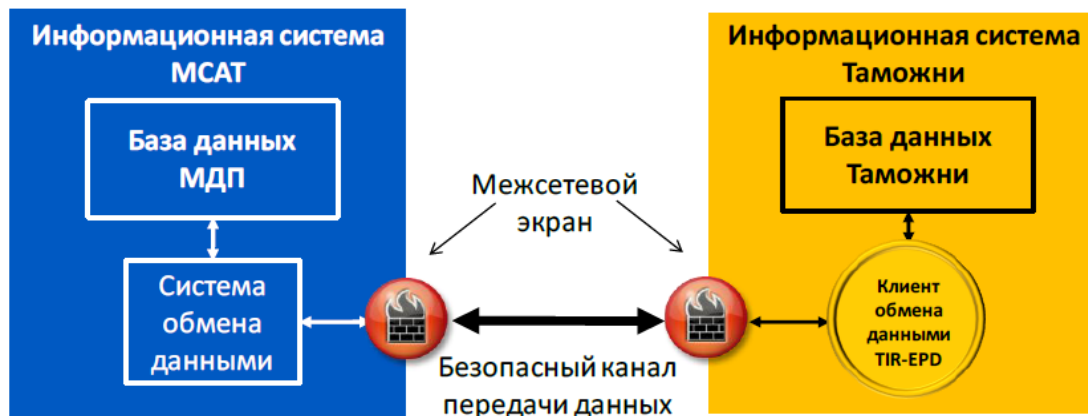 Информационная система
МСАТ
База данных
МДП
Система
обмена
данными
Межсетевой
экран
Безопасный канал
передачи данных
Информационная система
Таможни
База данных
Таможни
Клиент
обмена
данными
TIR-EPD